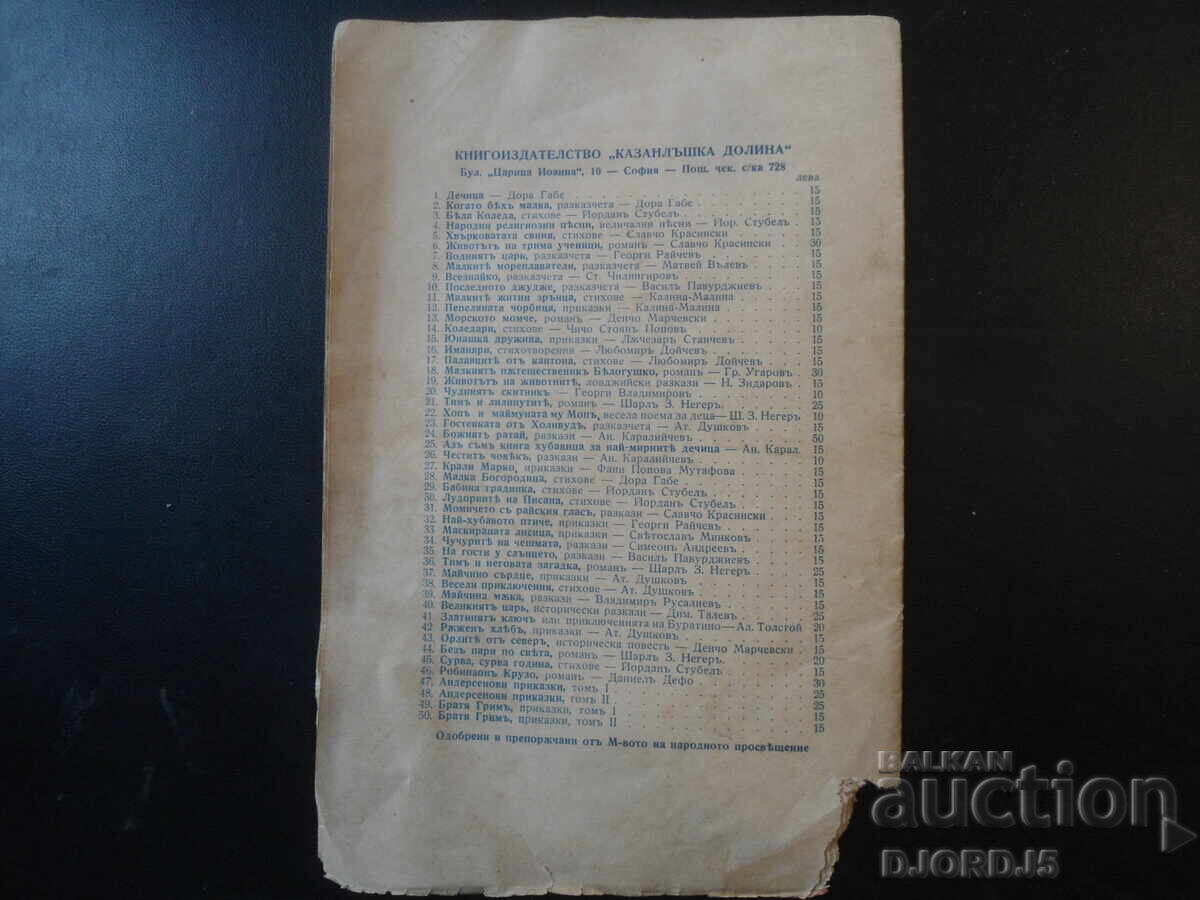 КНИГОИЗДАТЕЛСТВО „КАЗАНЛЪШКА ДОЛИНА“
Бул. „Царица Иоанна“, 10 — София — Пощ. чек. с/ка 728
лева
1. Дечица — Дора Габе 15
2. Когато бѣхъ малка, разказчета — Дора Габе 15
3. Бѣла Коледа, стихове — Йорданъ Стубелъ 15
4. Народни религиозни пѣсни, величални пѣсни — Йор. Стубелъ 15
5. Хвърковатата свиня, стихове — Славчо Красински 15
6. Животътъ на трима ученици, романъ — Славчо Красински 30
7. Водниятъ царь, разказчета — Георги Райчевъ 15
8. Малкитѣ мореплаватели, разказчета — Матвей Вълевъ 15
9. Всезнайко, разказчета — Ст. Чилингировъ 15
10. Последното джудже, разказчета — Василъ Павурджиевъ 15
11. Малкитѣ житни зрънца, стихове — Калина-Малина 15
12. Пепеляната чорбица, приказки — Калина-Малина 15
13. Морското момче, романъ — Денчо Марчевски 15
14. Коледари, стихове — Чичо Стоянъ Поповъ 10
15. Юнашка дружина, приказки — Лѫчезаръ Станчевъ 15
16. Иманяри, стихотворения — Любомиръ Дойчевъ 15
17. Палавцитѣ отъ кантона, стихове — Любомиръ Дойчевъ 15
18. Малкиятъ пѫтешественикъ Бѣлогушко, романъ — Гр. Угаровъ 30
19. Животътъ на животнитѣ, ловджийски разкази — Н. Зидаровъ 15
20. Чудниятъ скитникъ — Георги Владимировъ 10
21. Тимъ и лилипутитѣ, романъ — Шарлъ З. Негеръ 25
22. Хопъ и маймуната му Мопъ, весела поема за деца — Ш. З. Негеръ 10
23. Гостенката отъ Холивудъ, разказчета — Ат. Душковъ 15
24. Божиятъ ратай, разкази — Ан. Каралийчевъ 50
25. Азъ съмъ книга хубавица за най-мирнитѣ дечица — Ан. Карал. 15
26. Честитъ човѣкъ, разкази — Ан. Каралийчевъ 10
27. Крали Марко, приказки — Фани Попова Мутафова 15
28. Малка Богородица, стихове — Дора Габе 15
29. Бабина градинка, стихове — Йорданъ Стубелъ 15
30. Лудориитѣ на Писана, стихове — Йорданъ Стубелъ 15
31. Момичето съ райския гласъ, разкази — Славчо Красински 15
32. Най-хубавото птиче, приказки — Георги Райчевъ 15
33. Маскираната лисица, приказки — Свѣтославъ Минковъ 15
34. Чучуритѣ на чешмата, разкази — Симеонъ Андреевъ 15
35. На гости у слънцето, разкази — Василъ Павурджиевъ 15
36. Тимъ и неговата загадка, романъ — Шарлъ З. Негеръ 25
37. Майчино сърдце, приказки — Ат. Душковъ 15
38. Весели приключения, стихове — Ат. Душковъ 15
39. Майчина мѫка, разкази — Владимиръ Русалиевъ 15
40. Великиятъ царь, исторически разкази — Дим. Талевъ 25
41. Златниятъ ключъ или приключенията на Буратино — Ал. Толстой 20
42. Рѫженъ хлѣбъ, приказки — Ат. Душковъ 15
43. Орлитѣ отъ северъ, историческа повесть — Денчо Марчевски 15
44. Безъ пари по свѣта, романъ — Шарлъ З. Негеръ 20
45. Сурва, сурва година, стихове — Йорданъ Стубелъ 15
46. Робинзонъ Крузо, романъ — Даниелъ Дефо 30
47. Андерсенови приказки, томъ I 25
48. Андерсенови приказки, томъ II 25
49. Братя Гримъ, приказки, томъ I 15
50. Братя Гримъ, приказки, томъ II 15
Одобрени и препорѫчани отъ М-вото на народното просвѣщение
BALKAN
auction
DJORDJ5